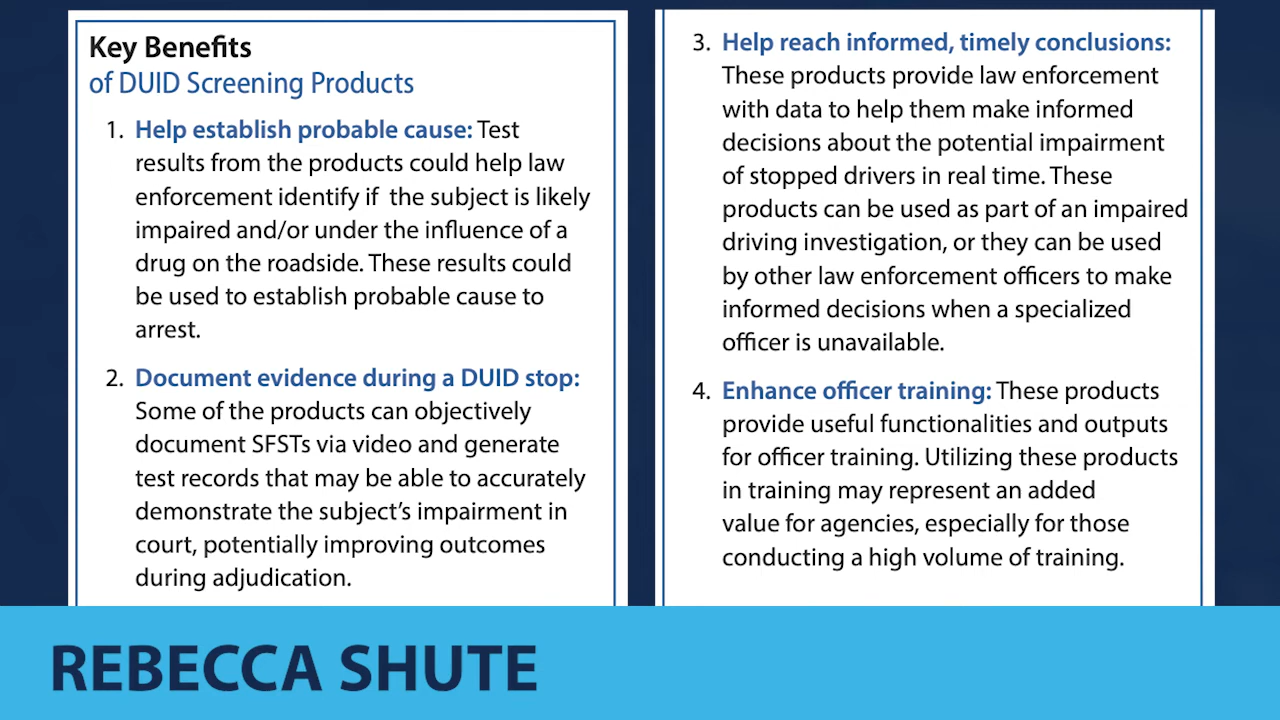 Key Benefits
of DUID Screening Products
1. Help establish probable cause: Test
results from the products could help law
enforcement identify if the subject is likely
impaired and/or under the influence of a
drug on the roadside. These results could
be used to establish probable cause to
arrest.
2. Document evidence during a DUID stop:
Some of the products can objectively
document SFSTs via video and generate
test records that may be able to accurately
demonstrate the subject's impairment in
court, potentially improving outcomes
during adjudication.
3. Help reach informed, timely conclusions:
These products provide law enforcement
with data to help them make informed
decisions about the potential impairment
of stopped drivers in real time. These
products can be used as part of an impaired
driving investigation, or they can be used
by other law enforcement officers to make
informed decisions when a specialized
officer is unavailable.
4. Enhance officer training: These products
provide useful functionalities and outputs
for officer training. Utilizing these products
in training may represent an added
value for agencies, especially for those
conducting a high volume of training.
REBECCA SHUTE